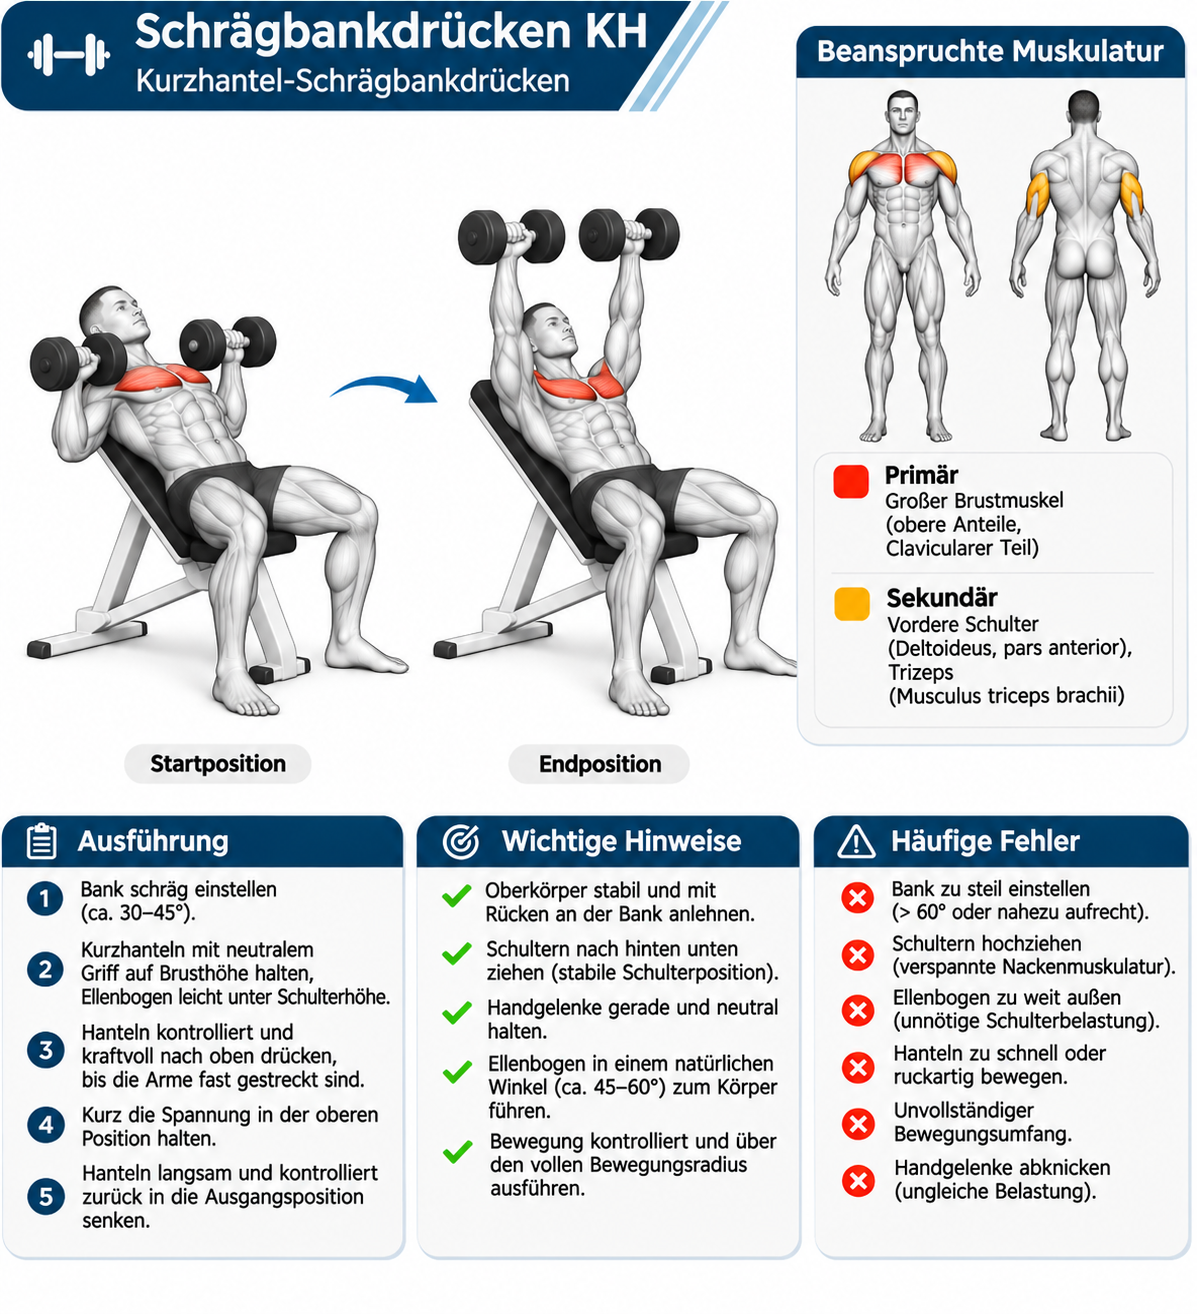 Schrägbankdrücken KH
Kurzhantel-Schrägbankdrücken
Beanspruchte Muskulatur
Primär
Großer Brustmuskel
(obere Anteile,
Clavicularer Teil)
Sekundär
Vordere Schulter
(Deltoideus, pars anterior),
Trizeps
(Musculus triceps brachii)
Startposition
Endposition
Ausführung
1
Bank schräg einstellen
(ca. 30–45°).
2
Kurzhanteln mit neutralem
Griff auf Brusthöhe halten,
Ellenbogen leicht unter Schulterhöhe.
3
Hanteln kontrolliert und
kraftvoll nach oben drücken,
bis die Arme fast gestreckt sind.
4
Kurz die Spannung in der oberen
Position halten.
5
Hanteln langsam und kontrolliert
zurück in die Ausgangsposition
senken.
Wichtige Hinweise
Oberkörper stabil und mit
Rücken an der Bank anlehnen.
Schultern nach hinten unten
ziehen (stabile Schulterposition).
Handgelenke gerade und neutral
halten.
Ellenbogen in einem natürlichen
Winkel (ca. 45–60°) zum Körper
führen.
Bewegung kontrolliert und über
den vollen Bewegungsradius
ausführen.
Häufige Fehler
Bank zu steil einstellen
(> 60° oder nahezu aufrecht).
Schultern hochziehen
(verspannte Nackenmuskulatur).
Ellenbogen zu weit außen
(unnötige Schulterbelastung).
Hanteln zu schnell oder
ruckartig bewegen.
Unvollständiger
Bewegungsumfang.
Handgelenke abknicken
(ungleiche Belastung).